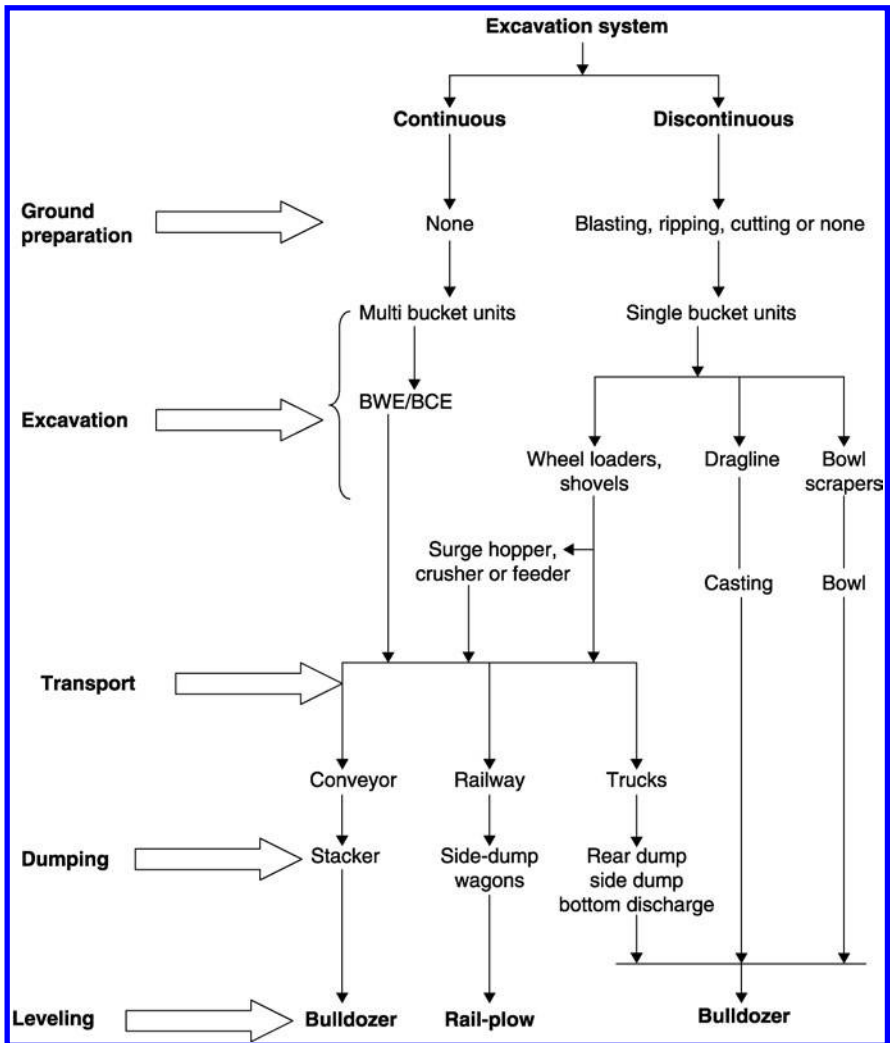 Excavation system
Continuous
Discontinuous
Ground
preparation
None
Blasting, ripping, cutting or none
Multi bucket units
Single bucket units
Excavation
BWE/BCE
Wheel loaders,
shovels
Dragline
Bowl
scrapers
Surge hopper,
crusher or feeder
Casting
Bowl
Transport
Conveyor
Railway
Trucks
Dumping
Stacker
Side-dump
wagons
Rear dump
side dump
bottom discharge
Leveling
Bulldozer
Rail-plow
Bulldozer